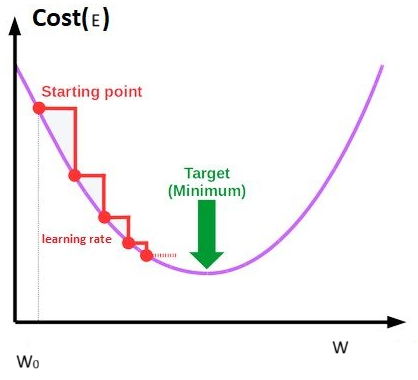 Cost(E)
Starting point
Target
(Minimum)
learning rate
W
W0